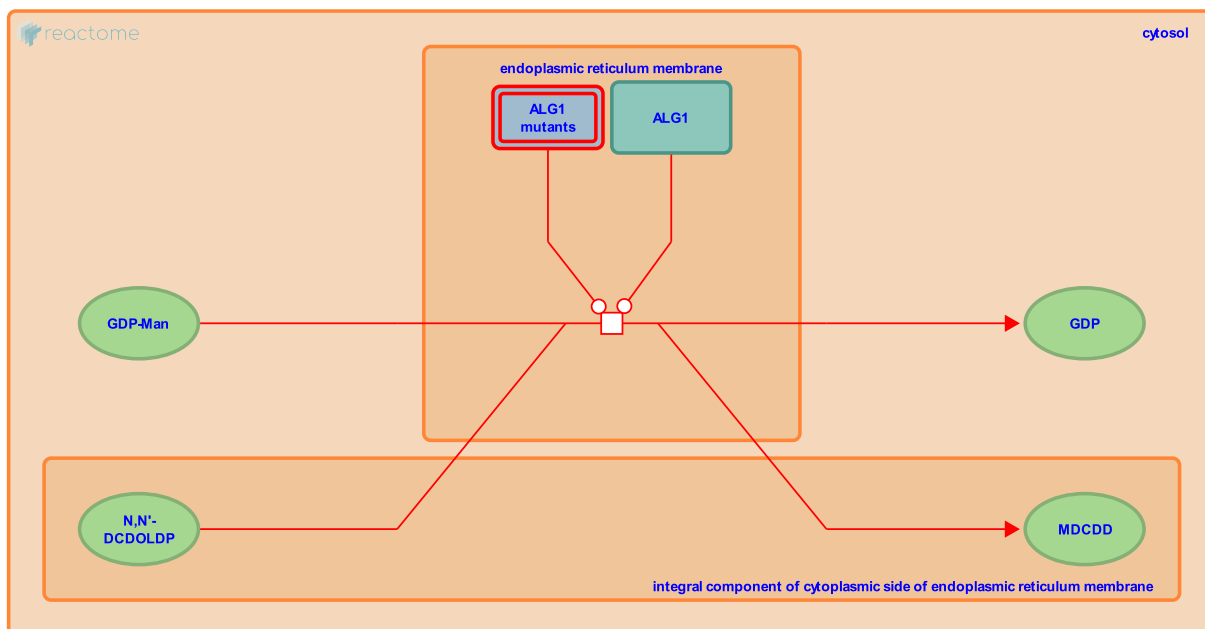 reactome
cytosol
endoplasmic reticulum membrane
ALG1
mutants
ALG1
GDP-Man
GDP
N,N'-
DCDOLDP
MDCDD
integral component of cytoplasmic side of endoplasmic reticulum membrane